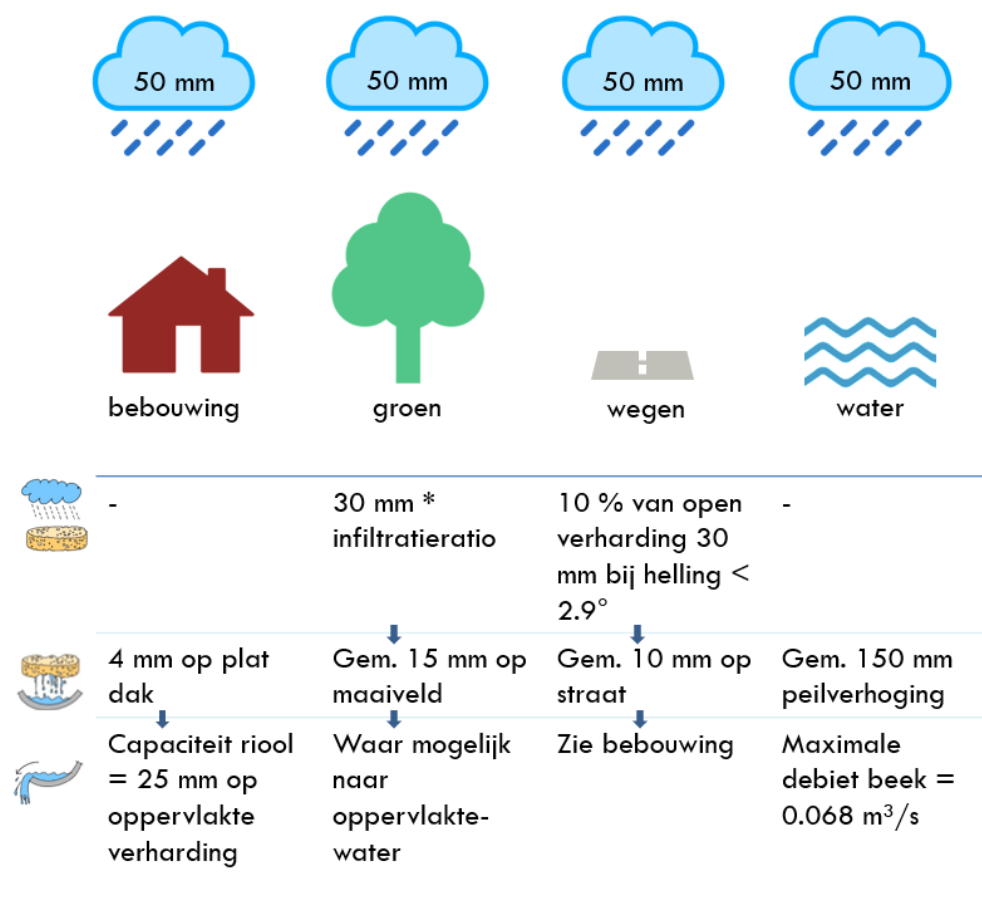 50 mm
50 mm
50 mm
50 mm
bebouwing
groen
wegen
water
-
30 mm *
infiltratieratio
10 % van open
verharding 30
mm bij helling <
2.9°
-
4 mm op plat
dak
Gem. 15 mm op
maaiveld
Gem. 10 mm op
straat
Gem. 150 mm
peilverhoging
Capaciteit riool
= 25 mm op
oppervlakte
verharding
Waar mogelijk
naar
oppervlakte-
water
Zie bebouwing
Maximale
debiet beek =
0.068 m³/s